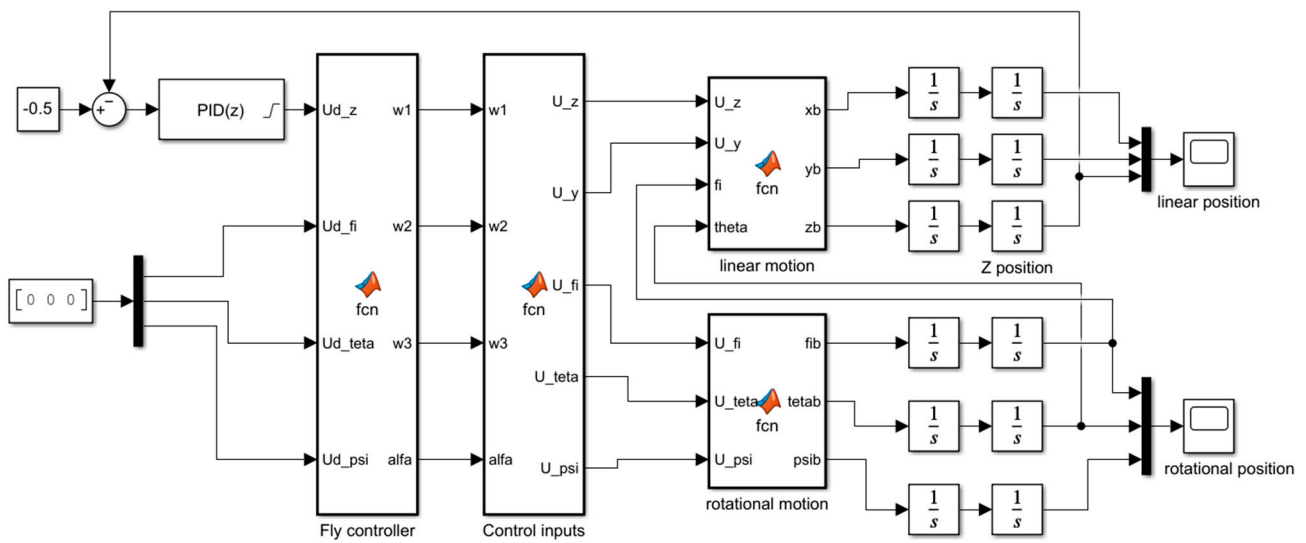 -0.5
+
−
PID(z)
[ 0 0 0 ]
Ud_z
Ud_fi
Ud_teta
Ud_psi
fcn
w1
w2
w3
alfa
Fly controller
w1
w2
w3
alfa
fcn
U_z
U_y
U_fi
U_teta
U_psi
Control inputs
U_z
U_y
fi
theta
fcn
xb
yb
zb
linear motion
U_fi
U_teta
U_psi
fcn
fib
tetab
psib
rotational motion
1
s
1
s
1
s
1
s
1
s
1
s
Z position
1
s
1
s
1
s
1
s
1
s
1
s
linear position
rotational position